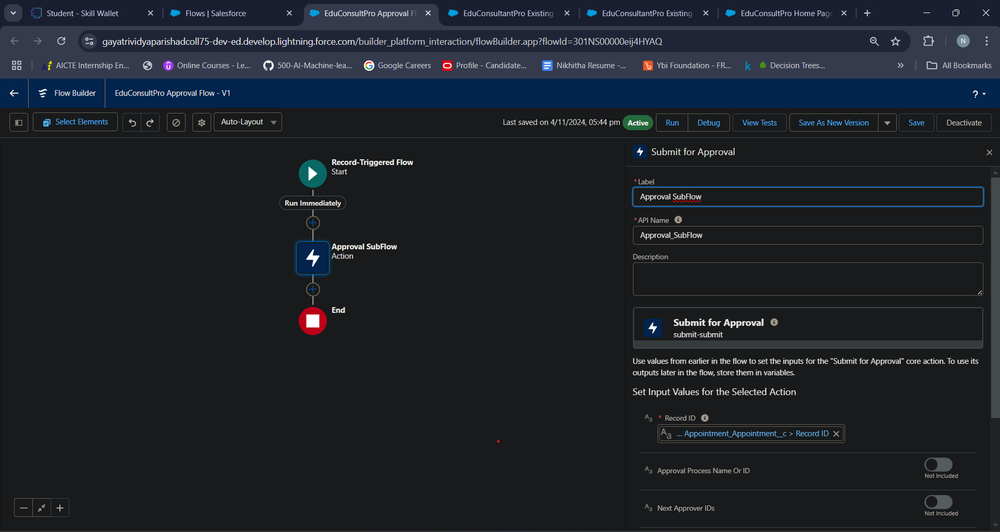 Student - Skill Wallet
Flows | Salesforce
EduConsultPro Approval Fl
EduConsultantPro Existing
EduConsultantPro Existing
EduConsultPro Home Page
gayatrividyaparishadcoll75-dev-ed.develop.lightning.force.com/builder_platform_interaction/flowBuilder.app?flowId=301NS00000eij4HYAQ
N
AICTE Internship En...
Online Courses - Le...
500-AI-Machine-lea...
Google Careers
Profile - Candidate...
Nikhitha Resume -...
Ybi Foundation - FR...
k
Decision Trees...
All Bookmarks
Flow Builder
EduConsultPro Approval Flow - V1
?
Select Elements
Auto-Layout
Last saved on 4/11/2024, 05:44 pm
Active
Run
Debug
View Tests
Save As New Version
Save
Deactivate
Record-Triggered Flow
Start
Run Immediately
Approval SubFlow
Action
End
Submit for Approval
* Label
Approval SubFlow
* API Name
Approval_SubFlow
Description
Submit for Approval
submit-submit
Use values from earlier in the flow to set the inputs for the "Submit for Approval" core action. To use its
outputs later in the flow, store them in variables.
Set Input Values for the Selected Action
Aa * Record ID
Aa ... Appointment_Appointment__c > Record ID
Aa Approval Process Name Or ID
Not Included
Aa Next Approver IDs
Not Included